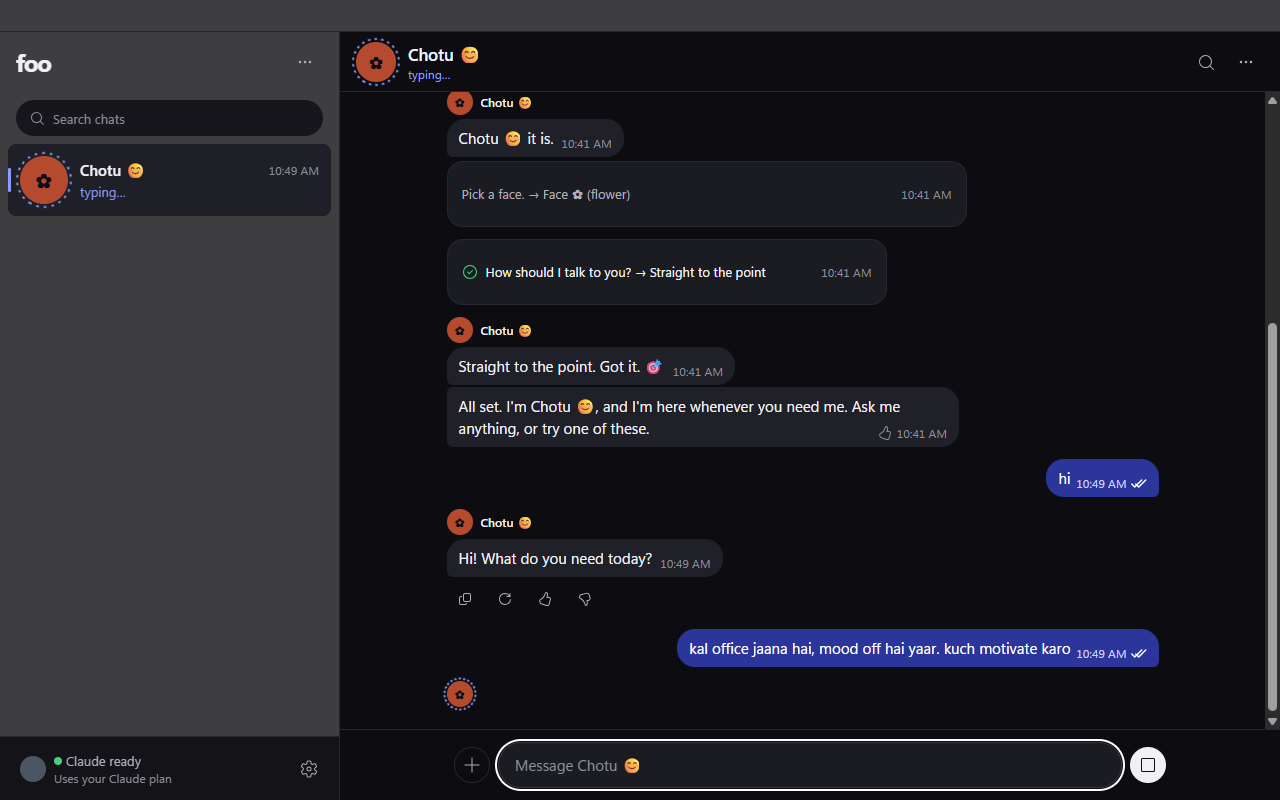 foo
Search chats
Chotu 😊
10:49 AM
typing...
Claude ready
Uses your Claude plan
Chotu 😊
typing...
Chotu 😊
Chotu 😊 it is. 10:41 AM
Pick a face. → Face ✿ (flower) 10:41 AM
How should I talk to you? → Straight to the point 10:41 AM
Chotu 😊
Straight to the point. Got it. 🎯 10:41 AM
All set. I'm Chotu 😊, and I'm here whenever you need me. Ask me
anything, or try one of these. 10:41 AM
hi 10:49 AM
Chotu 😊
Hi! What do you need today? 10:49 AM
kal office jaana hai, mood off hai yaar. kuch motivate karo 10:49 AM
Message Chotu 😊